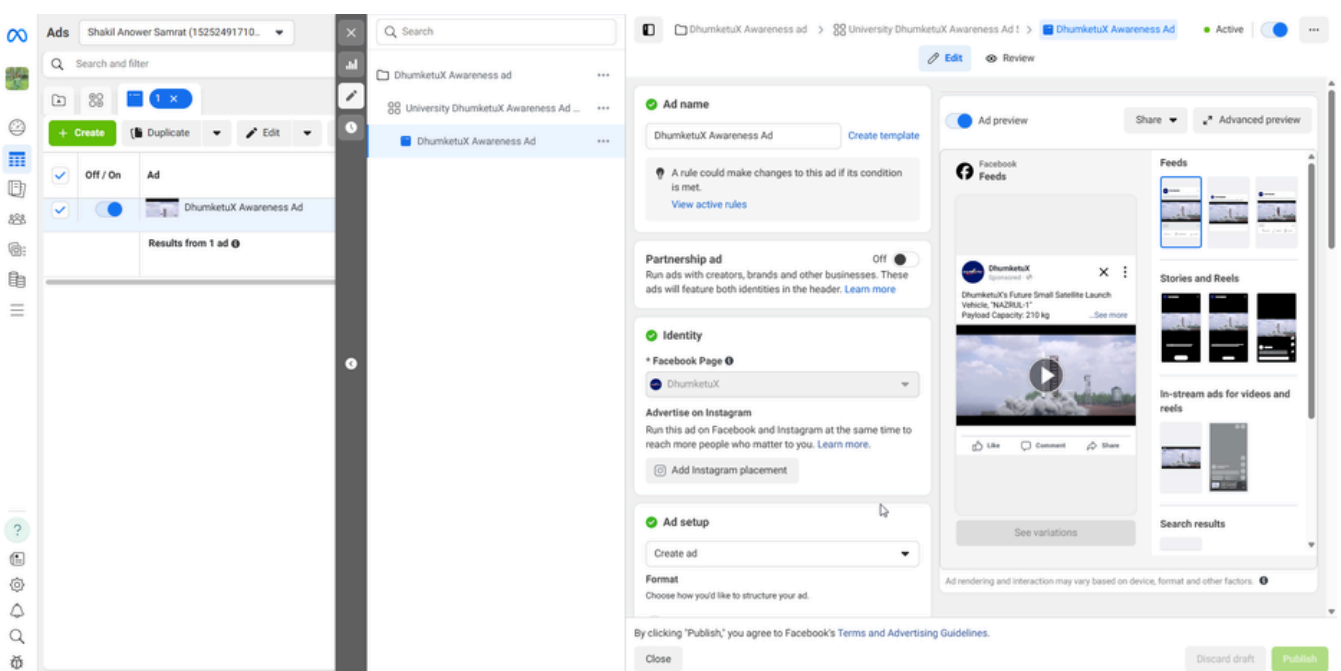 Ads
Shakil Anower Samrat (15252491710...
Search and filter
1 ×
+ Create
Duplicate
Edit
Off / On
Ad
DhumketuX Awareness Ad
Results from 1 ad
Search
DhumketuX Awareness ad
University DhumketuX Awareness Ad ...
DhumketuX Awareness Ad
DhumketuX Awareness ad > University DhumketuX Awareness Ad ! > DhumketuX Awareness Ad
Active
Edit
Review
Ad name
DhumketuX Awareness Ad
Create template
A rule could make changes to this ad if its condition
is met.
View active rules
Partnership ad
Off
Run ads with creators, brands and other businesses. These
ads will feature both identities in the header. Learn more
Identity
* Facebook Page
DhumketuX
Advertise on Instagram
Run this ad on Facebook and Instagram at the same time to
reach more people who matter to you. Learn more.
Add Instagram placement
Ad setup
Create ad
Format
Choose how you'd like to structure your ad.
Ad preview
Share
Advanced preview
Facebook
Feeds
DhumketuX
Sponsored
DhumketuX's Future Small Satellite Launch
Vehicle, "NAZRUL-1"
Payload Capacity: 210 kg
...See more
Like
Comment
Share
See variations
Feeds
Stories and Reels
In-stream ads for videos and
reels
Search results
Ad rendering and interaction may vary based on device, format and other factors.
By clicking "Publish," you agree to Facebook's Terms and Advertising Guidelines.
Close
Discard draft
Publish